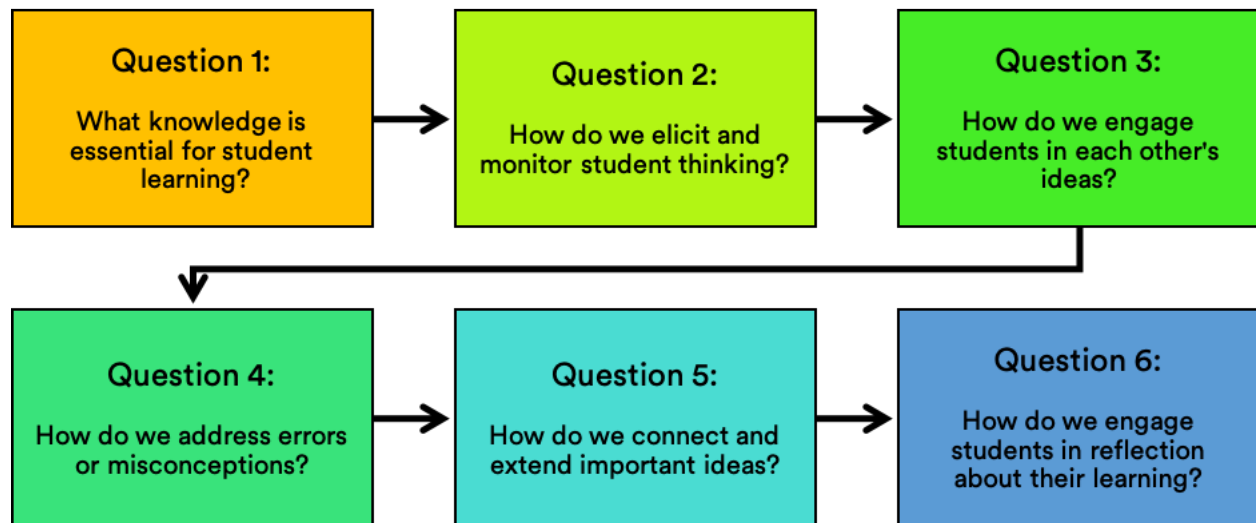 Question 1:
What knowledge is
essential for student
learning?
Question 2:
How do we elicit and
monitor student thinking?
Question 3:
How do we engage
students in each other's
ideas?
Question 4:
How do we address errors
or misconceptions?
Question 5:
How do we connect and
extend important ideas?
Question 6:
How do we engage
students in reflection
about their learning?